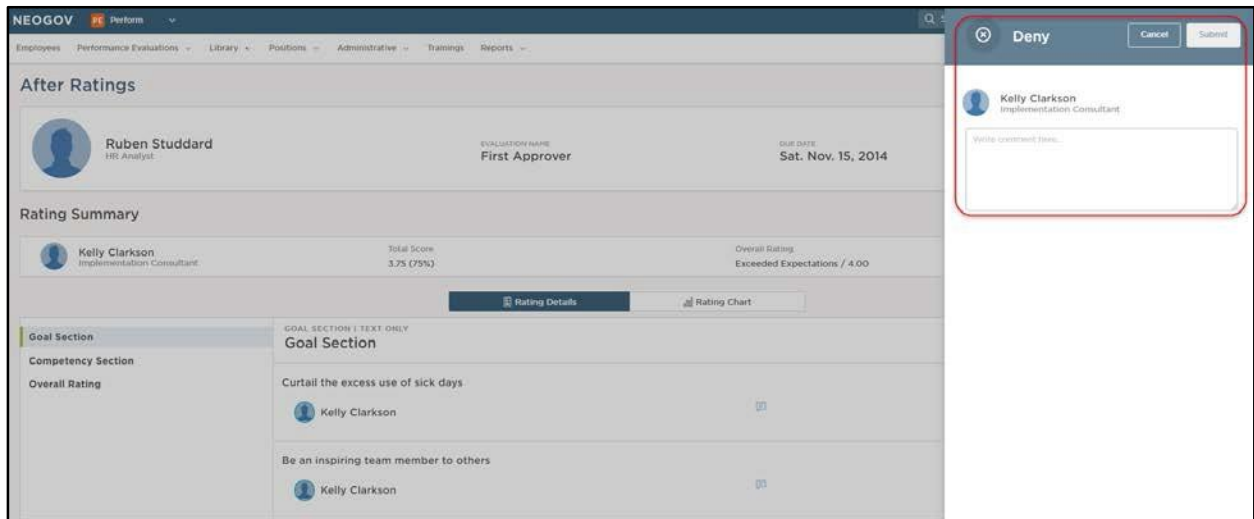 NEOGOV PE Perform
Employees Performance Evaluations Library Positions Administrative Trainings Reports
After Ratings
Ruben Studdard
HR Analyst
EVALUATION NAME
First Approver
DUE DATE
Sat. Nov. 15, 2014
Rating Summary
Kelly Clarkson
Implementation Consultant
Total Score
3.75 (75%)
Overall Rating
Exceeded Expectations / 4.00
Rating Details Rating Chart
Goal Section
Competency Section
Overall Rating
GOAL SECTION | TEXT ONLY
Goal Section
Curtail the excess use of sick days
Kelly Clarkson
Be an inspiring team member to others
Kelly Clarkson
Deny Cancel Submit
Kelly Clarkson
Implementation Consultant
Write comment here...